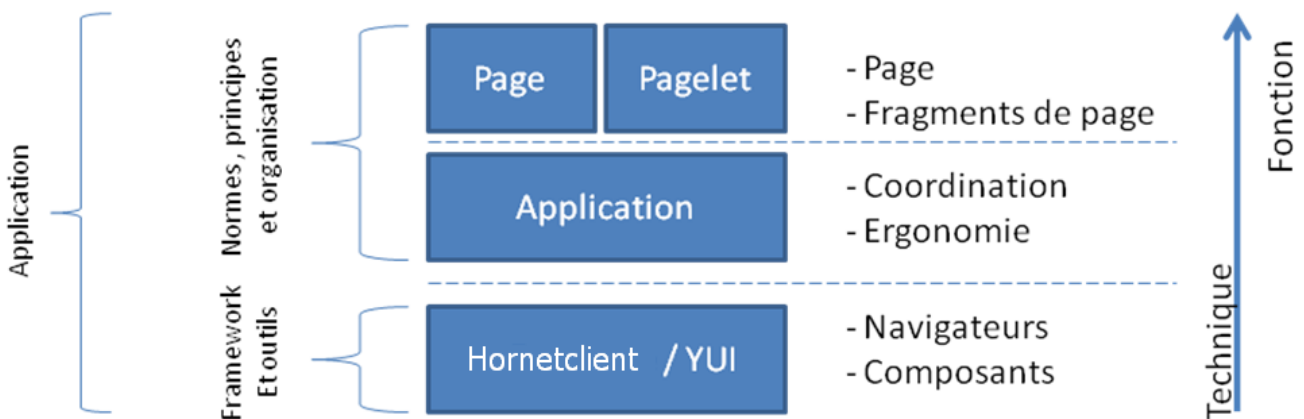 Application
Normes, principes
et organisation
Framework
Et outils
Page
Pagelet
- Page
- Fragments de page
Application
- Coordination
- Ergonomie
Hornetclient / YUI
- Navigateurs
- Composants
Fonction
Technique